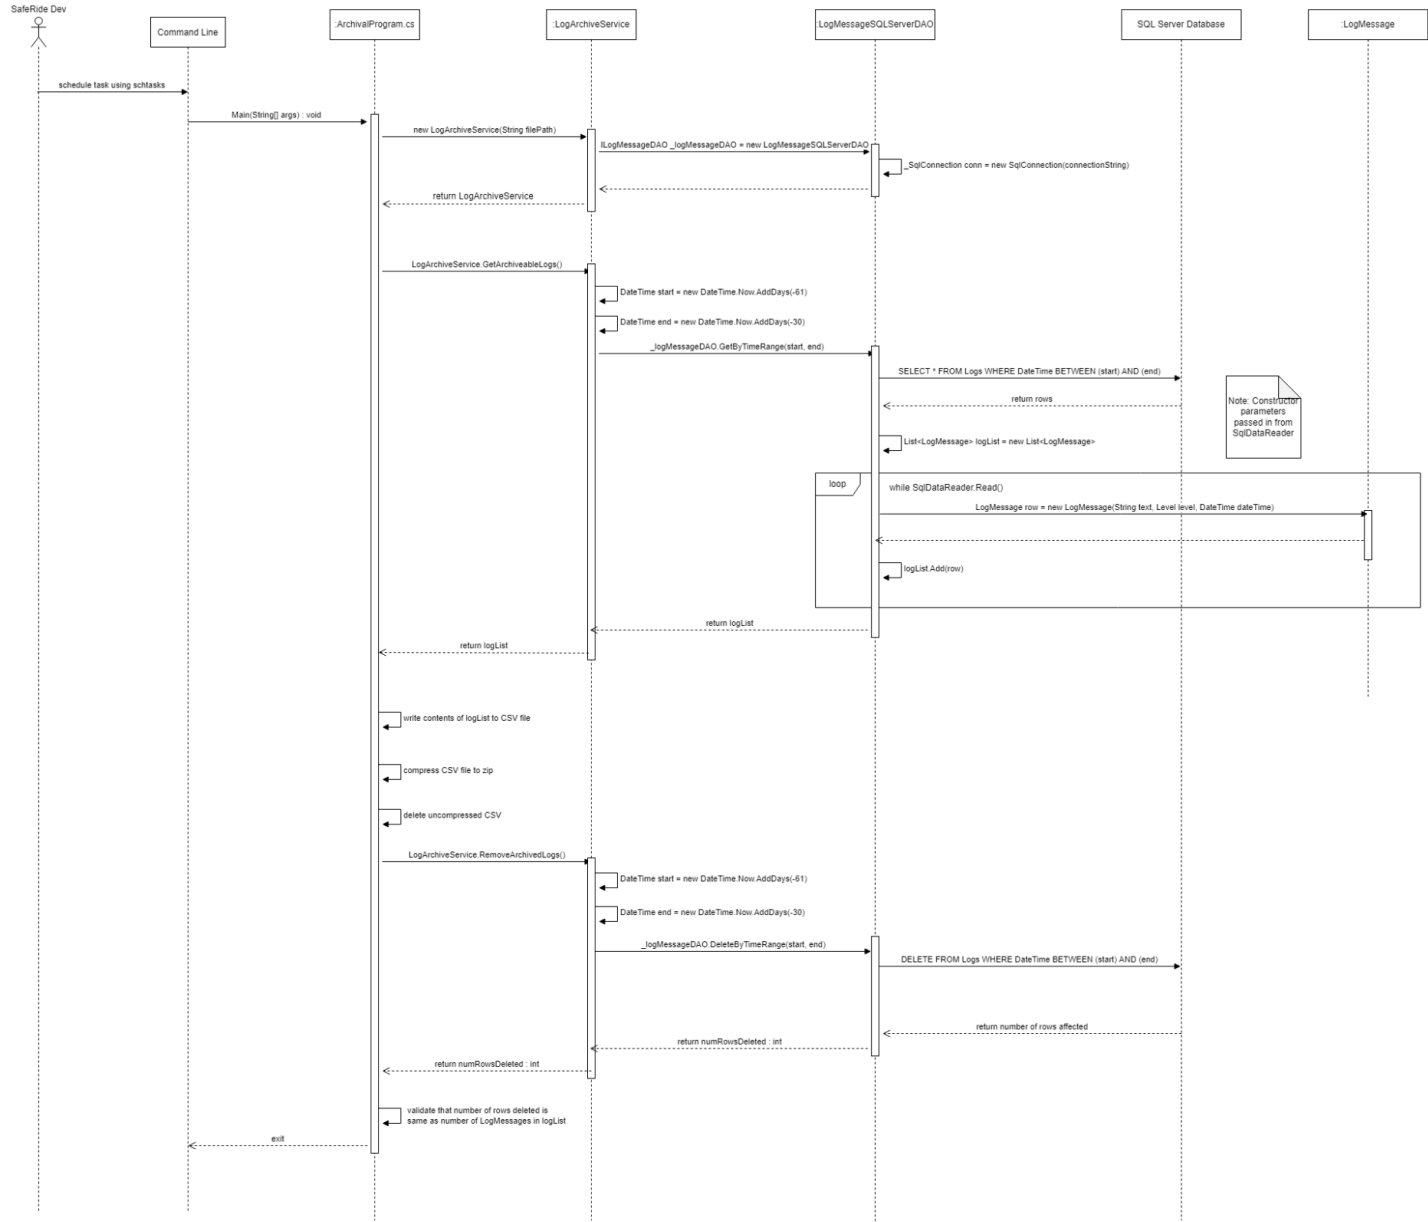 SafeRide Dev
Command Line
:ArchivalProgram.cs
:LogArchiveService
:LogMessageSQLServerDAO
SQL Server Database
:LogMessage
schedule task using schtasks
Main(String[] args) : void
new LogArchiveService(String filePath)
ILogMessageDAO _logMessageDAO = new LogMessageSQLServerDAO
_SqlConnection conn = new SqlConnection(connectionString)
return LogArchiveService
LogArchiveService.GetArchiveableLogs()
DateTime start = new DateTime.Now.AddDays(-61)
DateTime end = new DateTime.Now.AddDays(-30)
_logMessageDAO.GetByTimeRange(start, end)
SELECT * FROM Logs WHERE DateTime BETWEEN (start) AND (end)
return rows
Note: Constructor
parameters
passed in from
SqlDataReader
List<LogMessage> logList = new List<LogMessage>
loop
while SqlDataReader.Read()
LogMessage row = new LogMessage(String text, Level level, DateTime dateTime)
logList.Add(row)
return logList
return logList
write contents of logList to CSV file
compress CSV file to zip
delete uncompressed CSV
LogArchiveService.RemoveArchivedLogs()
DateTime start = new DateTime.Now.AddDays(-61)
DateTime end = new DateTime.Now.AddDays(-30)
_logMessageDAO.DeleteByTimeRange(start, end)
DELETE FROM Logs WHERE DateTime BETWEEN (start) AND (end)
return number of rows affected
return numRowsDeleted : int
return numRowsDeleted : int
validate that number of rows deleted is
same as number of LogMessages in logList
exit